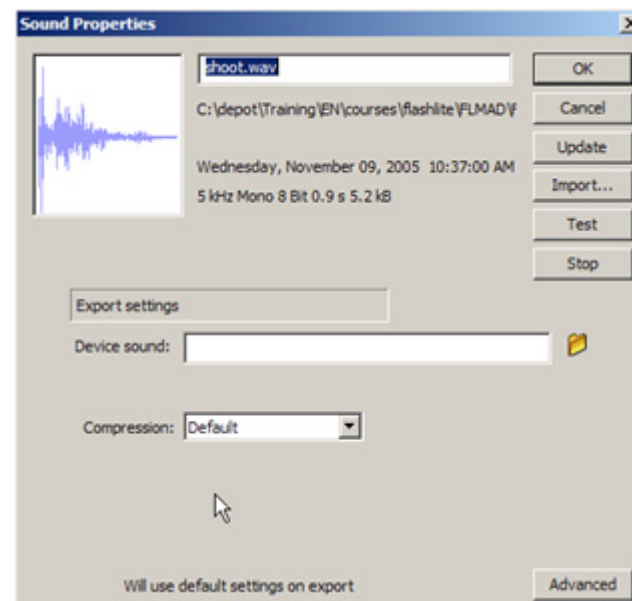 Sound Properties
shoot.wav
OK
C:\depot\Training\EN\courses\flashlite\FLMAD\F
Cancel
Update
Wednesday, November 09, 2005 10:37:00 AM
Import...
5 kHz Mono 8 Bit 0.9 s 5.2 kB
Test
Stop
Export settings
Device sound:
Compression: Default
Will use default settings on export
Advanced